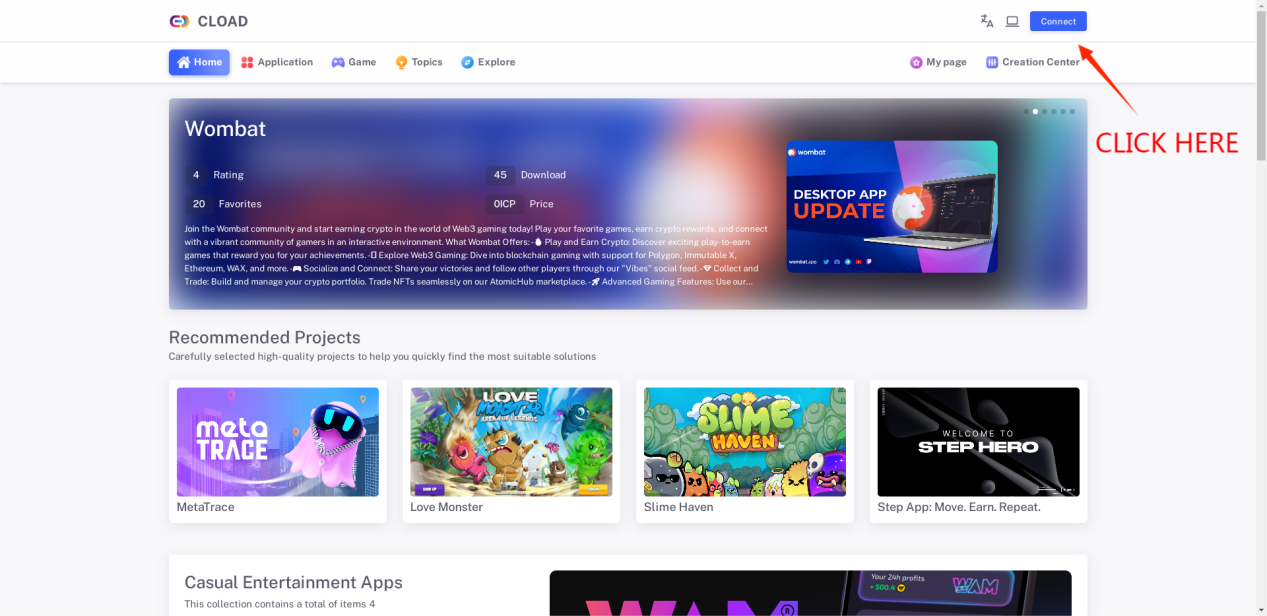 CLOAD
Connect
Home
Application
Game
Topics
Explore
My page
Creation Center
CLICK HERE
Wombat
4 Rating
45 Download
20 Favorites
0ICP Price
Join the Wombat community and start earning crypto in the world of Web3 gaming today! Play your favorite games, earn crypto rewards, and connect
with a vibrant community of gamers in an interactive environment. What Wombat Offers: - Play and Earn Crypto: Discover exciting play-to-earn
games that reward you for your achievements. - Explore Web3 Gaming: Dive into blockchain gaming with support for Polygon, Immutable X,
Ethereum, WAX, and more. - Socialize and Connect: Share your victories and follow other players through our "Vibes" social feed. - Collect and
Trade: Build and manage your crypto portfolio. Trade NFTs seamlessly on our AtomicHub marketplace. - Advanced Gaming Features: Use our...
wombat
DESKTOP APP
UPDATE
wombat.app
Recommended Projects
Carefully selected high-quality projects to help you quickly find the most suitable solutions
meta
TRACE
MetaTrace
LOVE
MONSTER
Love Monster
SLIME
HAVEN
Slime Haven
WELCOME TO
STEP HERO
Step App: Move. Earn. Repeat.
Casual Entertainment Apps
This collection contains a total of items 4
WAM
Your 24h profits
+ 500.4
WAM